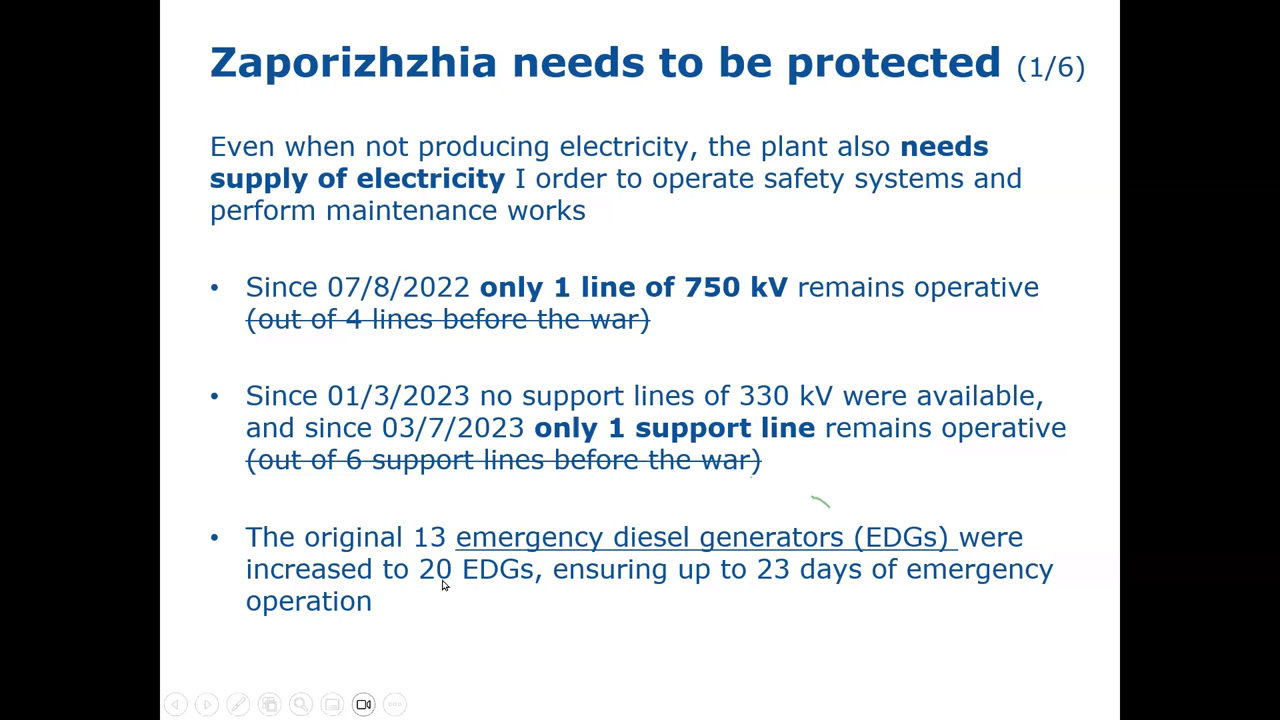 Zaporizhzhia needs to be protected (1/6)
Even when not producing electricity, the plant also needs
supply of electricity I order to operate safety systems and
perform maintenance works
• Since 07/8/2022 only 1 line of 750 kV remains operative
(out of 4 lines before the war)
• Since 01/3/2023 no support lines of 330 kV were available,
and since 03/7/2023 only 1 support line remains operative
(out of 6 support lines before the war)
• The original 13 emergency diesel generators (EDGs) were
increased to 20 EDGs, ensuring up to 23 days of emergency
operation